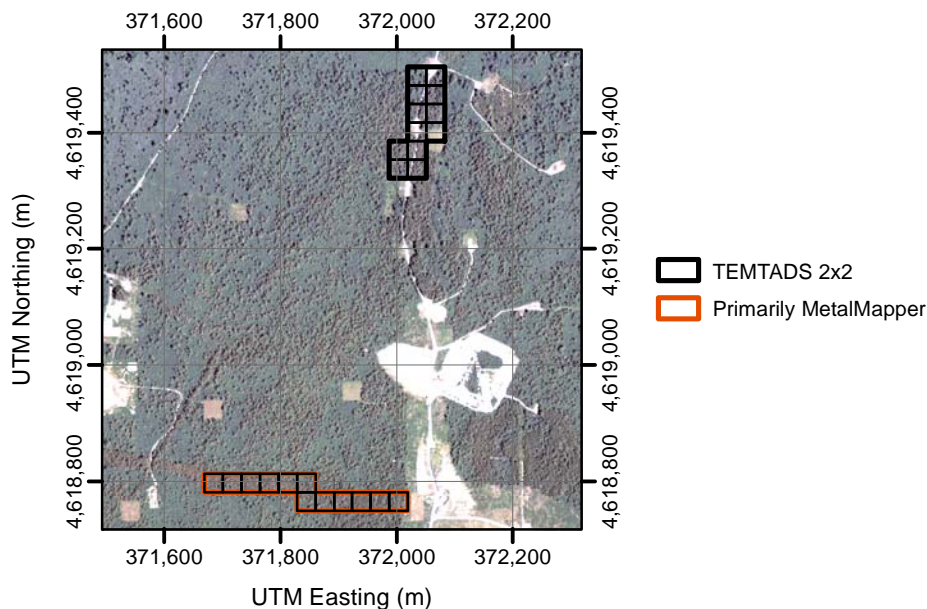 371,600 371,800 372,000 372,200
UTM Northing (m)
4,619,400
4,619,200
4,619,000
4,618,800
4,619,400
4,619,200
4,619,000
4,618,800
TEMTADS 2x2
Primarily MetalMapper
371,600 371,800 372,000 372,200
UTM Easting (m)